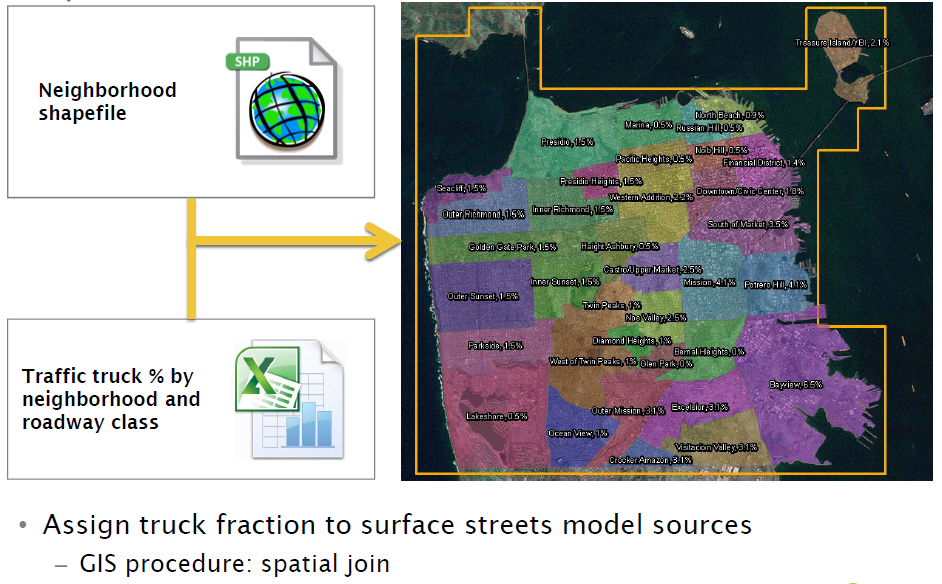 SHP
Neighborhood
shapefile
Traffic truck % by
neighborhood and
roadway class
Treasure Island/YBI, 2.1%
North Beach, 0.9%
Marina, 0.5%
Russian Hill, 0.5%
Presidio, 1.5%
Nob Hill, 0.5%
Pacific Heights, 0.5%
Financial District, 1.4%
Presidio Heights, 1.5%
Seacliff, 1.5%
Western Addition, 2.2%
Downtown/Civic Center, 1.8%
Outer Richmond, 1.5%
Inner Richmond, 1.5%
South of Market, 3.5%
Golden Gate Park, 1.5%
Haight Ashbury, 0.5%
Castro/Upper Market, 2.5%
Inner Sunset, 1.5%
Mission, 4.1%
Potrero Hill, 4.1%
Outer Sunset, 1.5%
Twin Peaks, 1%
Noe Valley, 2.5%
Diamond Heights, 1%
Parkside, 1.5%
Bernal Heights, 0%
West of Twin Peaks, 1%
Glen Park, 0%
Bayview, 6.5%
Lakeshore, 0.5%
Outer Mission, 3.1%
Excelsior, 3.1%
Ocean View, 1%
Visitacion Valley, 3.1%
Crocker Amazon, 3.1%
• Assign truck fraction to surface streets model sources
– GIS procedure: spatial join